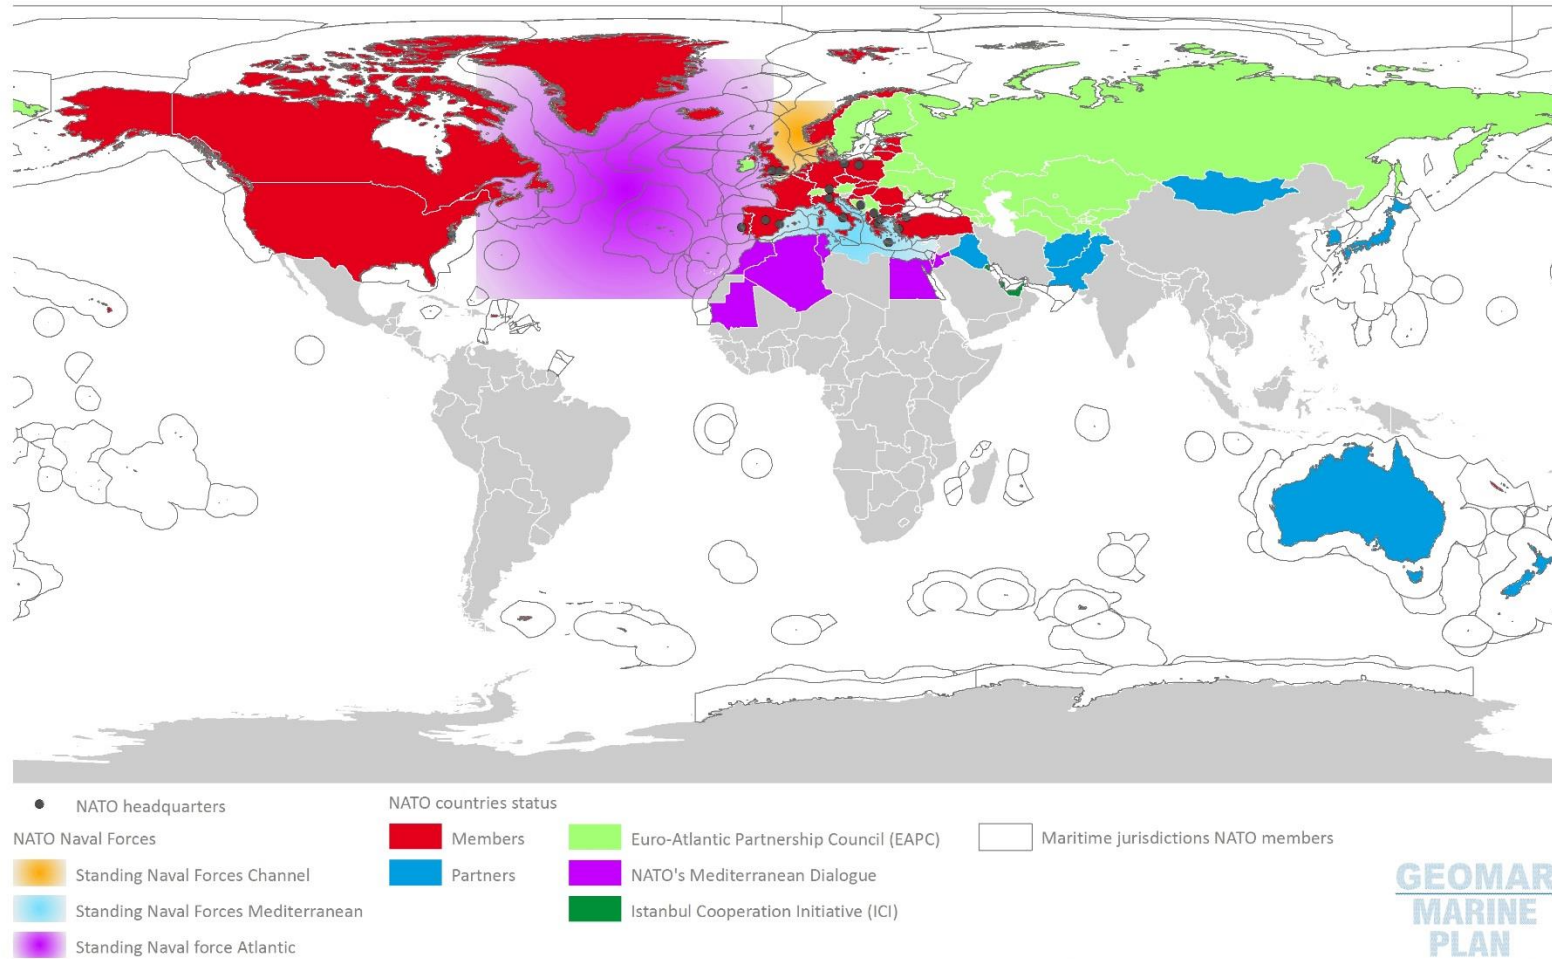 NATO headquarters
NATO Naval Forces
Standing Naval Forces Channel
Standing Naval Forces Mediterranean
Standing Naval force Atlantic
NATO countries status
Members
Partners
Euro-Atlantic Partnership Council (EAPC)
NATO's Mediterranean Dialogue
Istanbul Cooperation Initiative (ICI)
Maritime jurisdictions NATO members
GEOMAR
MARINE
PLAN